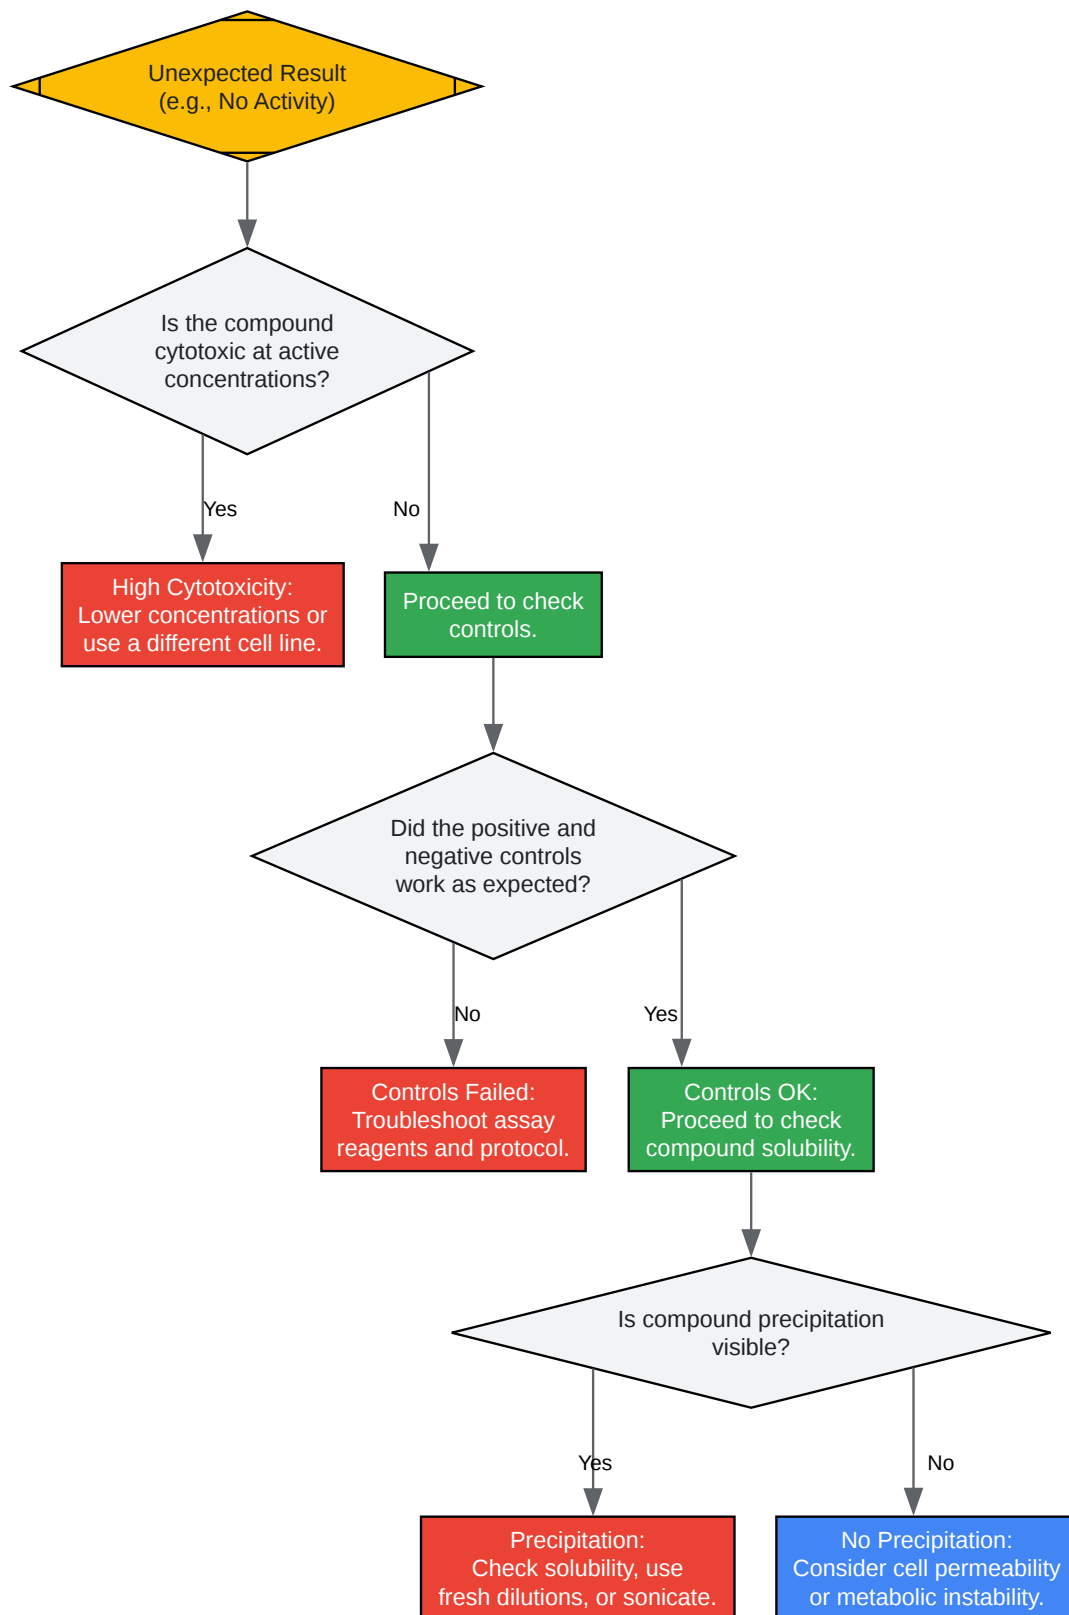 Unexpected Result
(e.g., No Activity)
Is the compound
cytotoxic at active
concentrations?
Yes
No
High Cytotoxicity:
Lower concentrations or
use a different cell line.
Proceed to check
controls.
Did the positive and
negative controls
work as expected?
No
Yes
Controls Failed:
Troubleshoot assay
reagents and protocol.
Controls OK:
Proceed to check
compound solubility.
Is compound precipitation
visible?
Yes
No
Precipitation:
Check solubility, use
fresh dilutions, or sonicate.
No Precipitation:
Consider cell permeability
or metabolic instability.